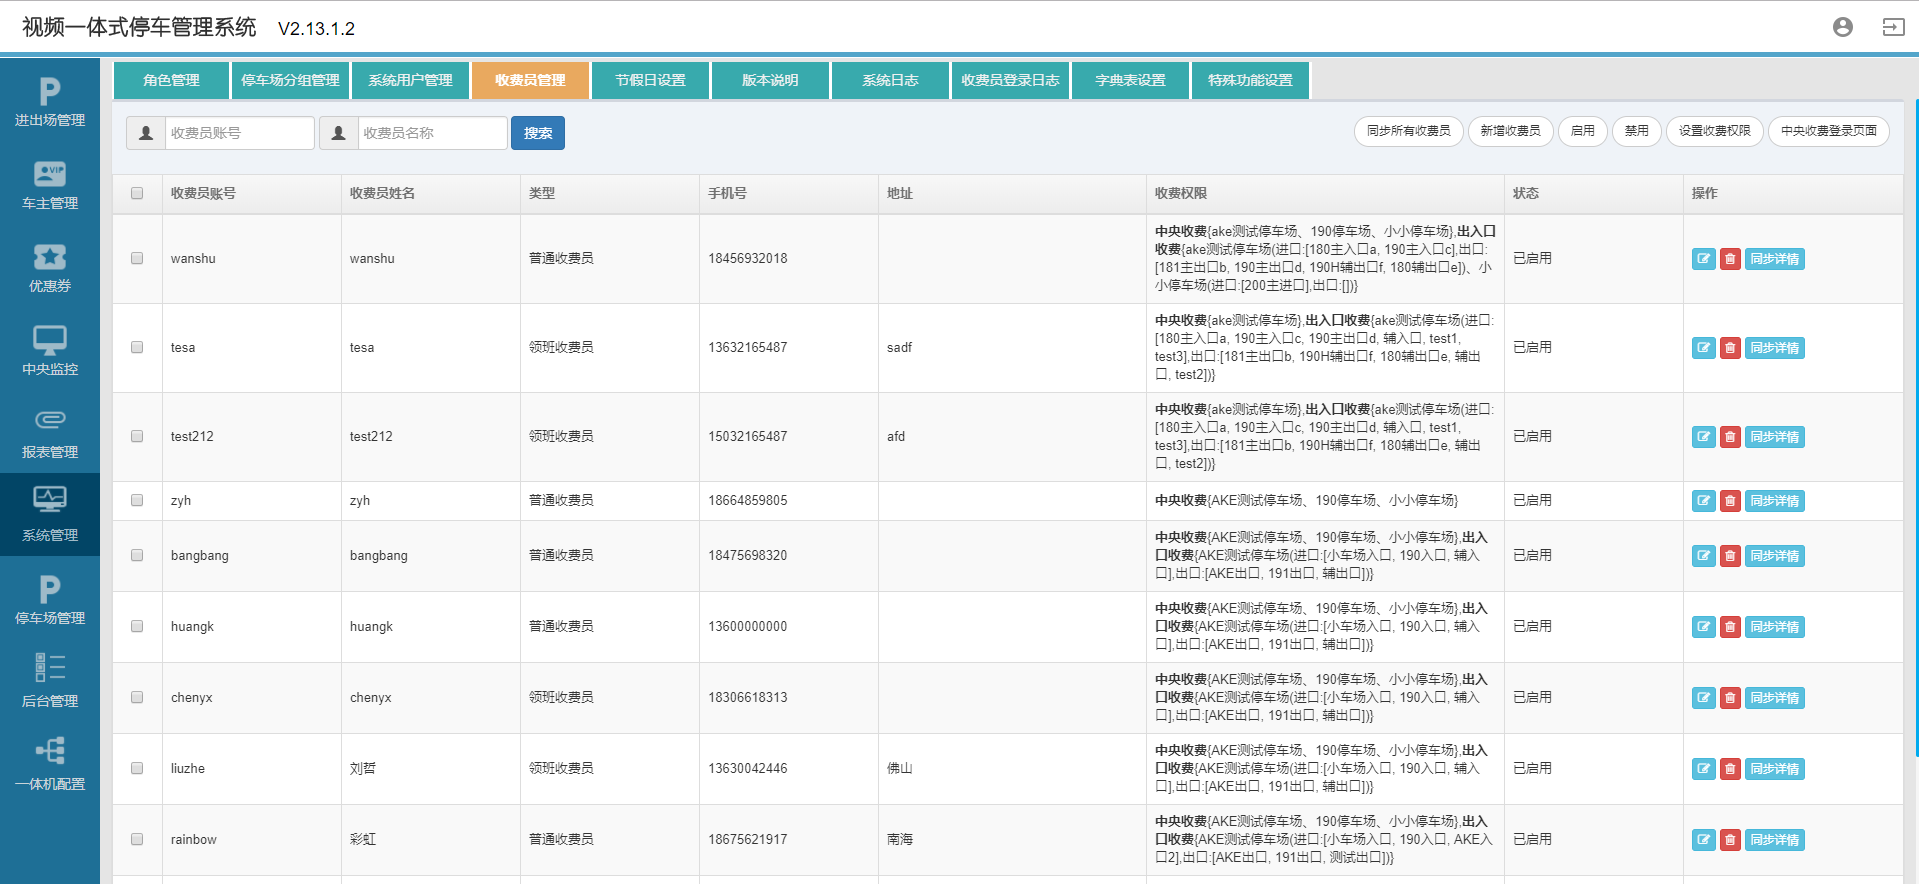 视频一体式停车管理系统 V2.13.1.2
角色管理 停车场分组管理 系统用户管理 收费员管理 节假日设置 版本说明 系统日志 收费员登录日志 字典表设置 特殊功能设置
进出场管理
车主管理
优惠券
中央监控
报表管理
系统管理
停车场管理
后台管理
一体机配置
收费员账号 收费员名称 搜索 同步所有收费员 新增收费员 启用 禁用 设置收费权限 中央收费登录页面
收费员账号 收费员姓名 类型 手机号 地址 收费权限 状态 操作
wanshu wanshu 普通收费员 18456932018
中央收费{ake测试停车场、190停车场、小小停车场},出入口
收费{ake测试停车场(进口:[180主入口a, 190主入口c],出口:
[181主出口b, 190主出口d, 190H辅出口f, 180辅出口e])、小
小停车场(进口:[200主进口],出口:[])}
已启用 同步详情
tesa tesa 领班收费员 13632165487 sadf
中央收费{ake测试停车场},出入口收费{ake测试停车场(进口:
[180主入口a, 190主入口c, 190主出口d, 辅入口, test1,
test3],出口:[181主出口b, 190H辅出口f, 180辅出口e, 辅出
口, test2])}
已启用 同步详情
test212 test212 领班收费员 15032165487 afd
中央收费{ake测试停车场},出入口收费{ake测试停车场(进口:
[180主入口a, 190主入口c, 190主出口d, 辅入口, test1,
test3],出口:[181主出口b, 190H辅出口f, 180辅出口e, 辅出
口, test2])}
已启用 同步详情
zyh zyh 普通收费员 18664859805 中央收费{AKE测试停车场、190停车场、小小停车场} 已启用 同步详情
bangbang bangbang 普通收费员 18475698320
中央收费{AKE测试停车场、190停车场、小小停车场},出入
口收费{AKE测试停车场(进口:[小车场入口, 190入口, 辅入
口],出口:[AKE出口, 191出口, 辅出口])}
已启用 同步详情
huangk huangk 普通收费员 13600000000
中央收费{AKE测试停车场、190停车场、小小停车场},出入
口收费{AKE测试停车场(进口:[小车场入口, 190入口, 辅入
口],出口:[AKE出口, 191出口, 辅出口])}
已启用 同步详情
chenyx chenyx 领班收费员 18306618313
中央收费{AKE测试停车场、190停车场、小小停车场},出入
口收费{AKE测试停车场(进口:[小车场入口, 190入口, 辅入
口],出口:[AKE出口, 191出口, 辅出口])}
已启用 同步详情
liuzhe 刘哲 领班收费员 13630042446 佛山
中央收费{AKE测试停车场、190停车场、小小停车场},出入
口收费{AKE测试停车场(进口:[小车场入口, 190入口, 辅入
口],出口:[AKE出口, 191出口, 辅出口])}
已启用 同步详情
rainbow 彩虹 普通收费员 18675621917 南海
中央收费{AKE测试停车场、190停车场、小小停车场},出入
口收费{AKE测试停车场(进口:[小车场入口, 190入口, AKE入
口2],出口:[AKE出口, 191出口, 测试出口])}
已启用 同步详情